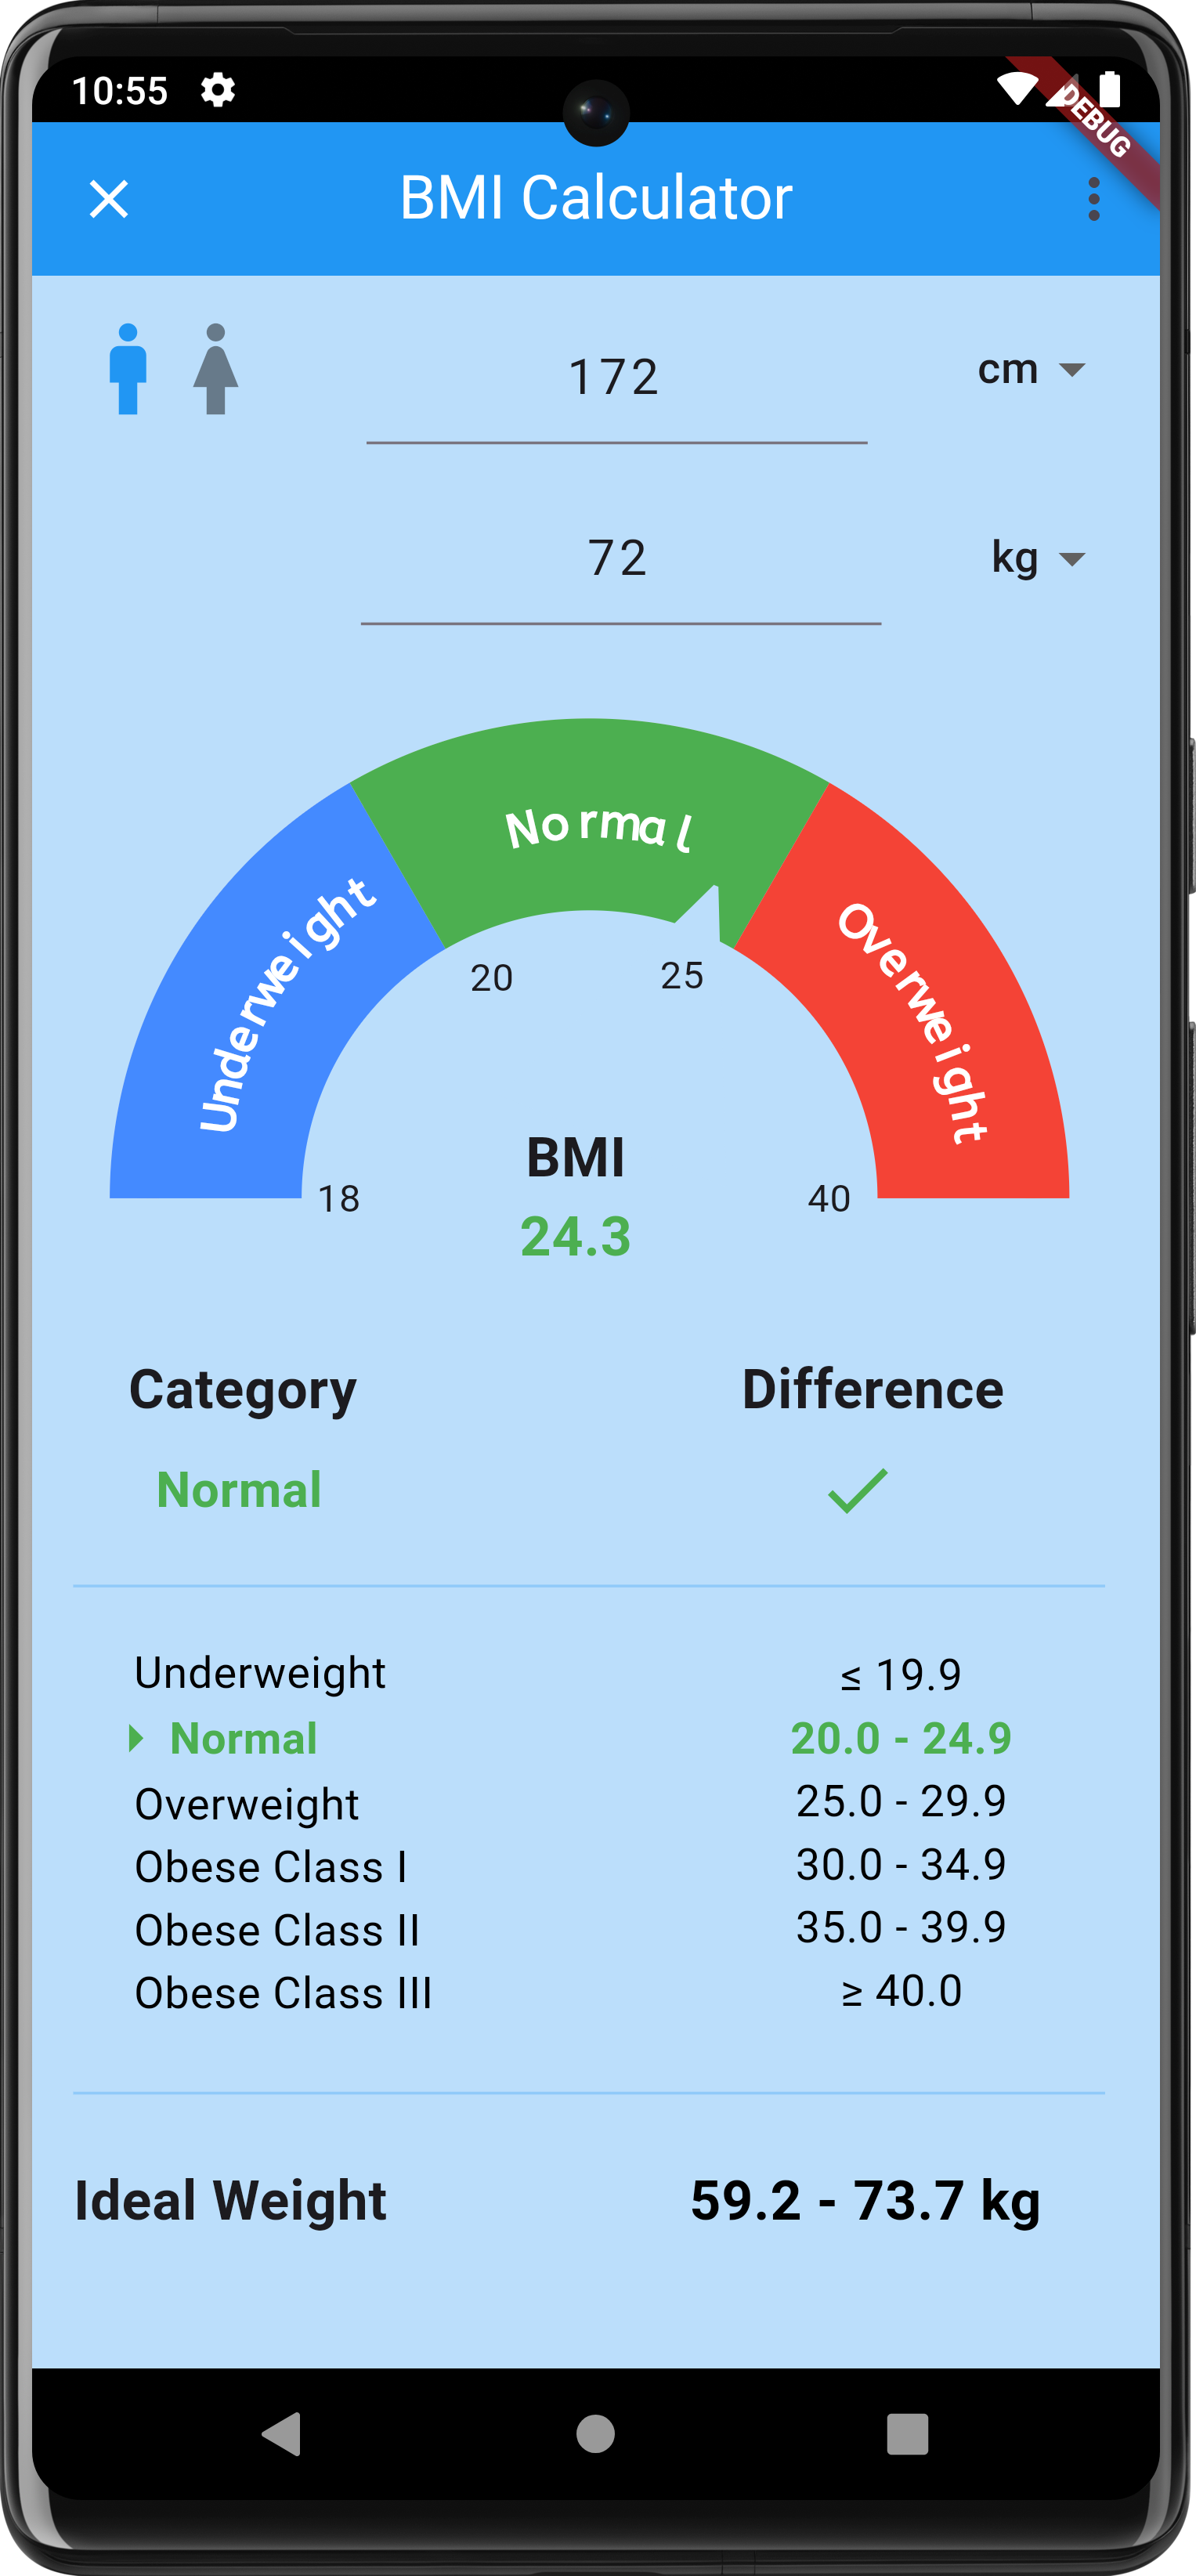 10:55
DEBUG
BMI Calculator
172 cm
72 kg
Underweight Normal Overweight
20 25
18 40
BMI
24.3
Category Difference
Normal
Underweight ≤ 19.9
Normal 20.0 - 24.9
Overweight 25.0 - 29.9
Obese Class I 30.0 - 34.9
Obese Class II 35.0 - 39.9
Obese Class III ≥ 40.0
Ideal Weight 59.2 - 73.7 kg